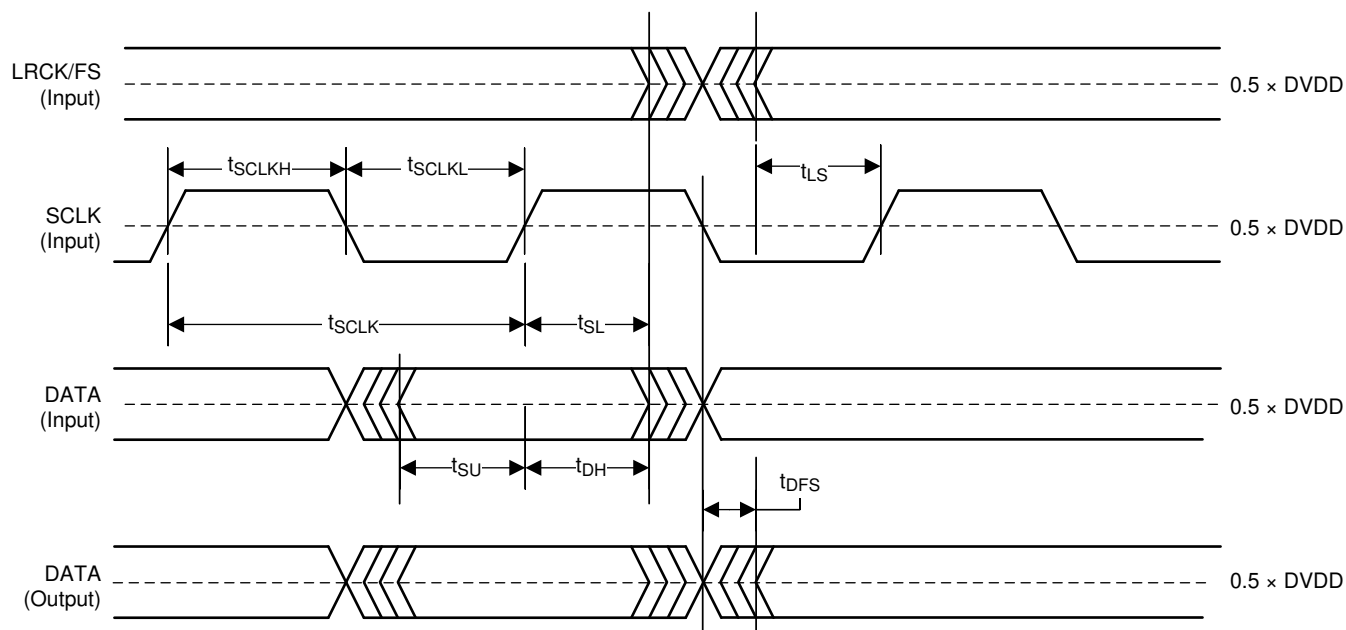 LRCK/FS
(Input)
0.5 × DVDD
tSCLKH
tSCLKL
tLS
SCLK
(Input)
0.5 × DVDD
tSCLK
tSL
DATA
(Input)
0.5 × DVDD
tSU
tDH
tDFS
DATA
(Output)
0.5 × DVDD